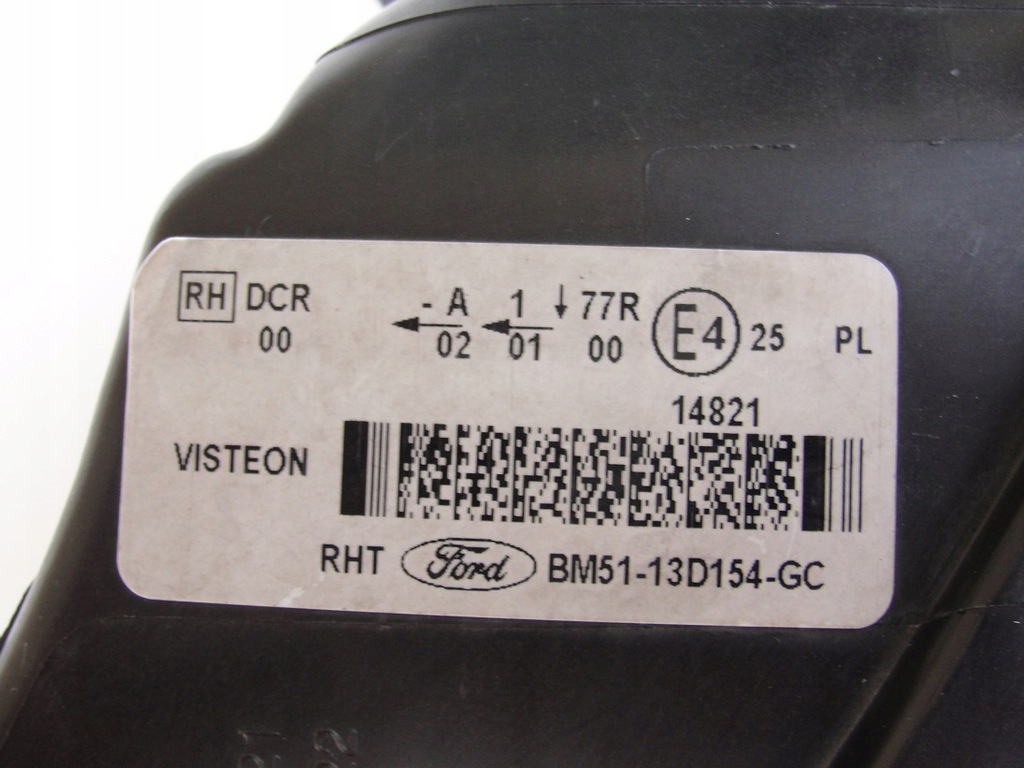 RH DCR - A 1 ↓ 77R E4 25 PL
00 02 01 00
14821
VISTEON
RHT Ford BM51-13D154-GC